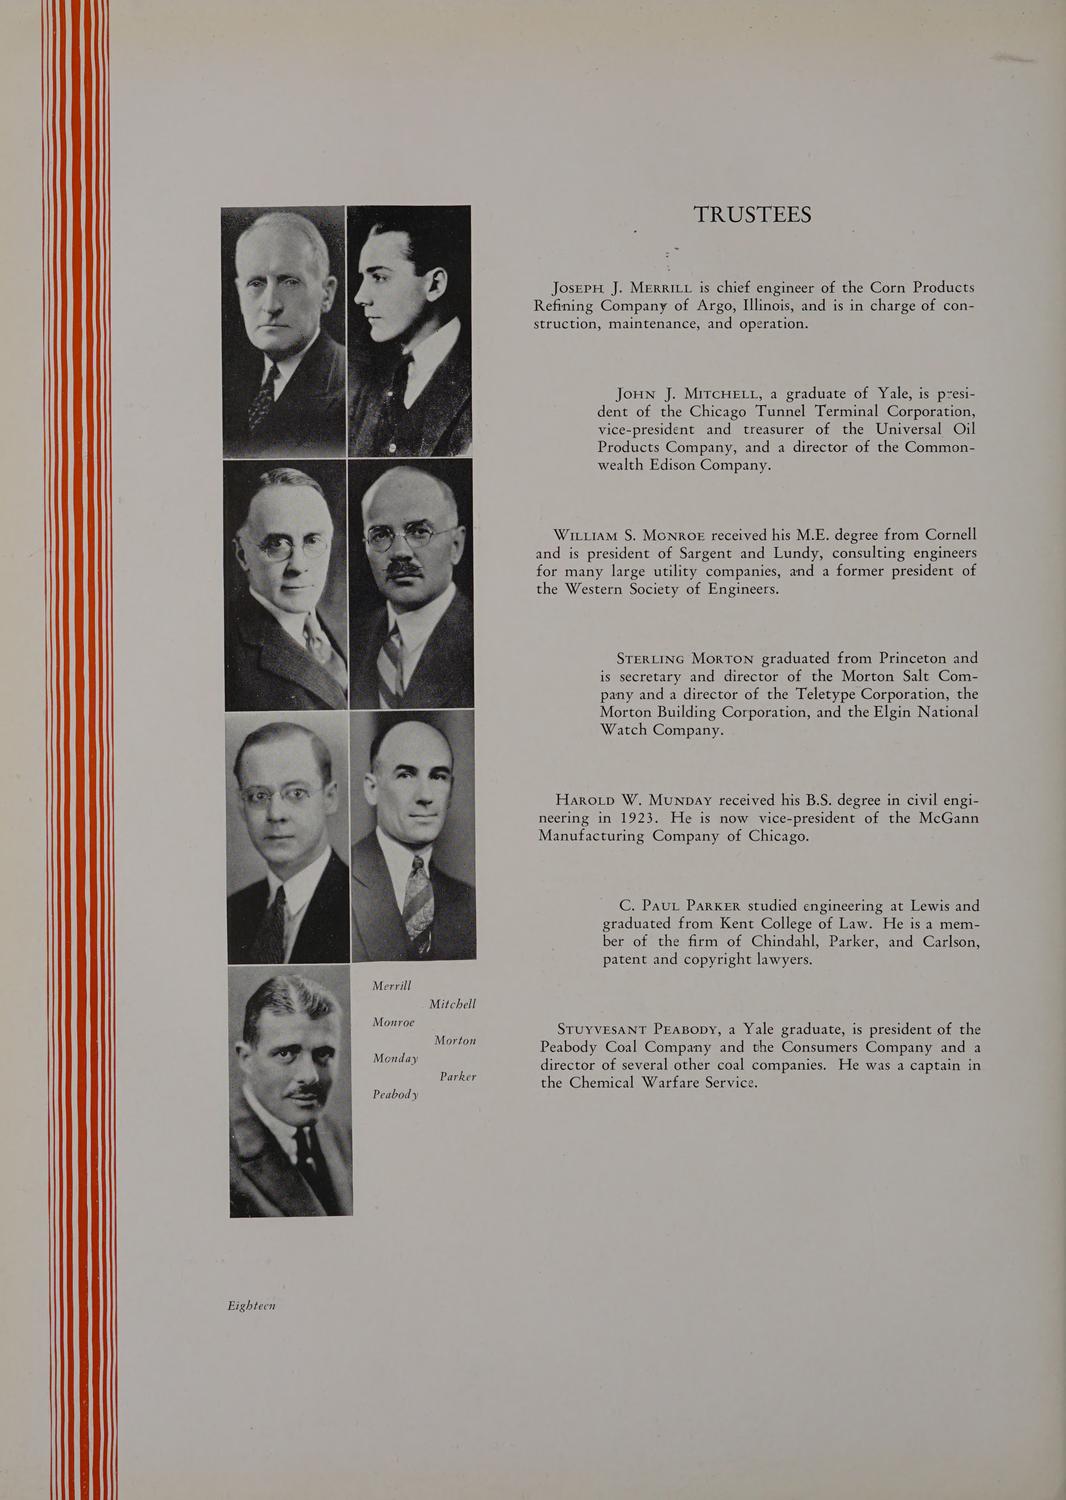 TRUSTEES
JOSEPH J. MERRILL is chief engineer of the Corn Products
Refining Company of Argo, Illinois, and is in charge of con-
struction, maintenance, and operation.
JOHN J. MITCHELL, a graduate of Yale, is presi-
dent of the Chicago Tunnel Terminal Corporation,
vice-president and treasurer of the Universal Oil
Products Company, and a director of the Common-
wealth Edison Company.
WILLIAM S. MONROE received his M.E. degree from Cornell
and is president of Sargent and Lundy, consulting engineers
for many large utility companies, and a former president of
the Western Society of Engineers.
STERLING MORTON graduated from Princeton and
is secretary and director of the Morton Salt Com-
pany and a director of the Teletype Corporation, the
Morton Building Corporation, and the Elgin National
Watch Company.
HAROLD W. MUNDAY received his B.S. degree in civil engi-
neering in 1923. He is now vice-president of the McGann
Manufacturing Company of Chicago.
C. PAUL PARKER studied engineering at Lewis and
graduated from Kent College of Law. He is a mem-
ber of the firm of Chindahl, Parker, and Carlson,
patent and copyright lawyers.
STUYVESANT PEABODY, a Yale graduate, is president of the
Peabody Coal Company and the Consumers Company and a
director of several other coal companies. He was a captain in
the Chemical Warfare Service.
Merrill
Mitchell
Monroe
Morton
Monday
Parker
Peabody
Eighteen